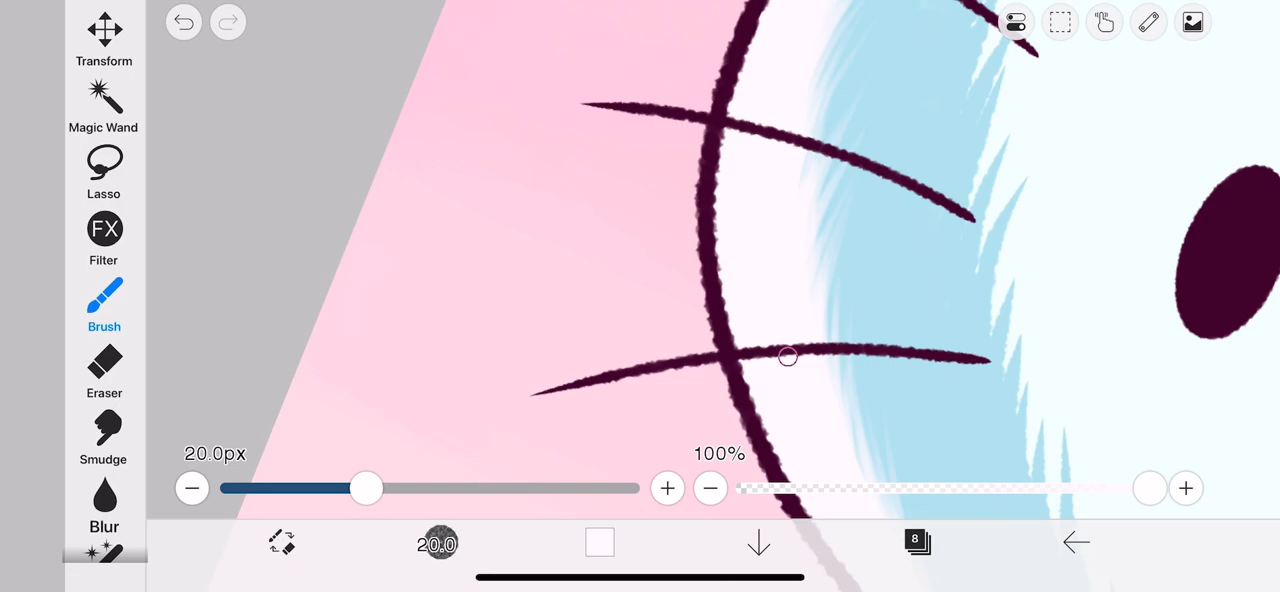 Transform
Magic Wand
Lasso
FX
Filter
Brush
Eraser
Smudge
Blur
20.0px
100%
20.0
8